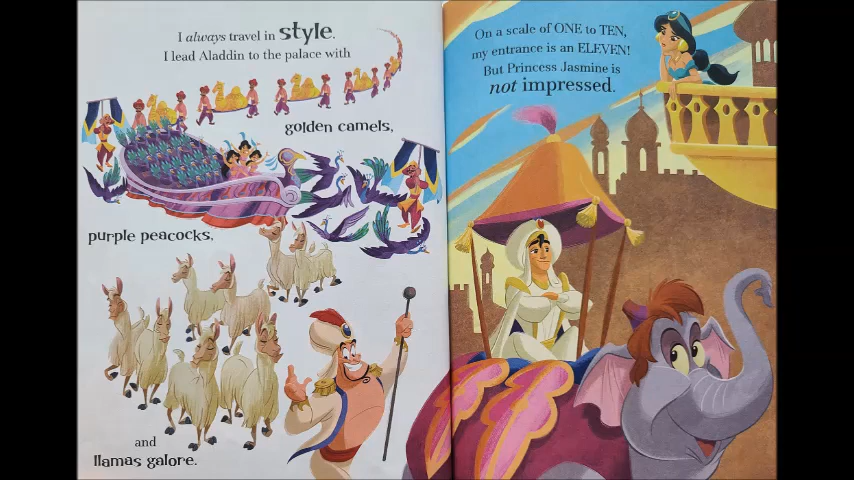 I always travel in style.
I lead Aladdin to the palace with
golden camels,
purple peacocks,
and
llamas galore.
On a scale of ONE to TEN,
my entrance is an ELEVEN!
But Princess Jasmine is
not impressed.